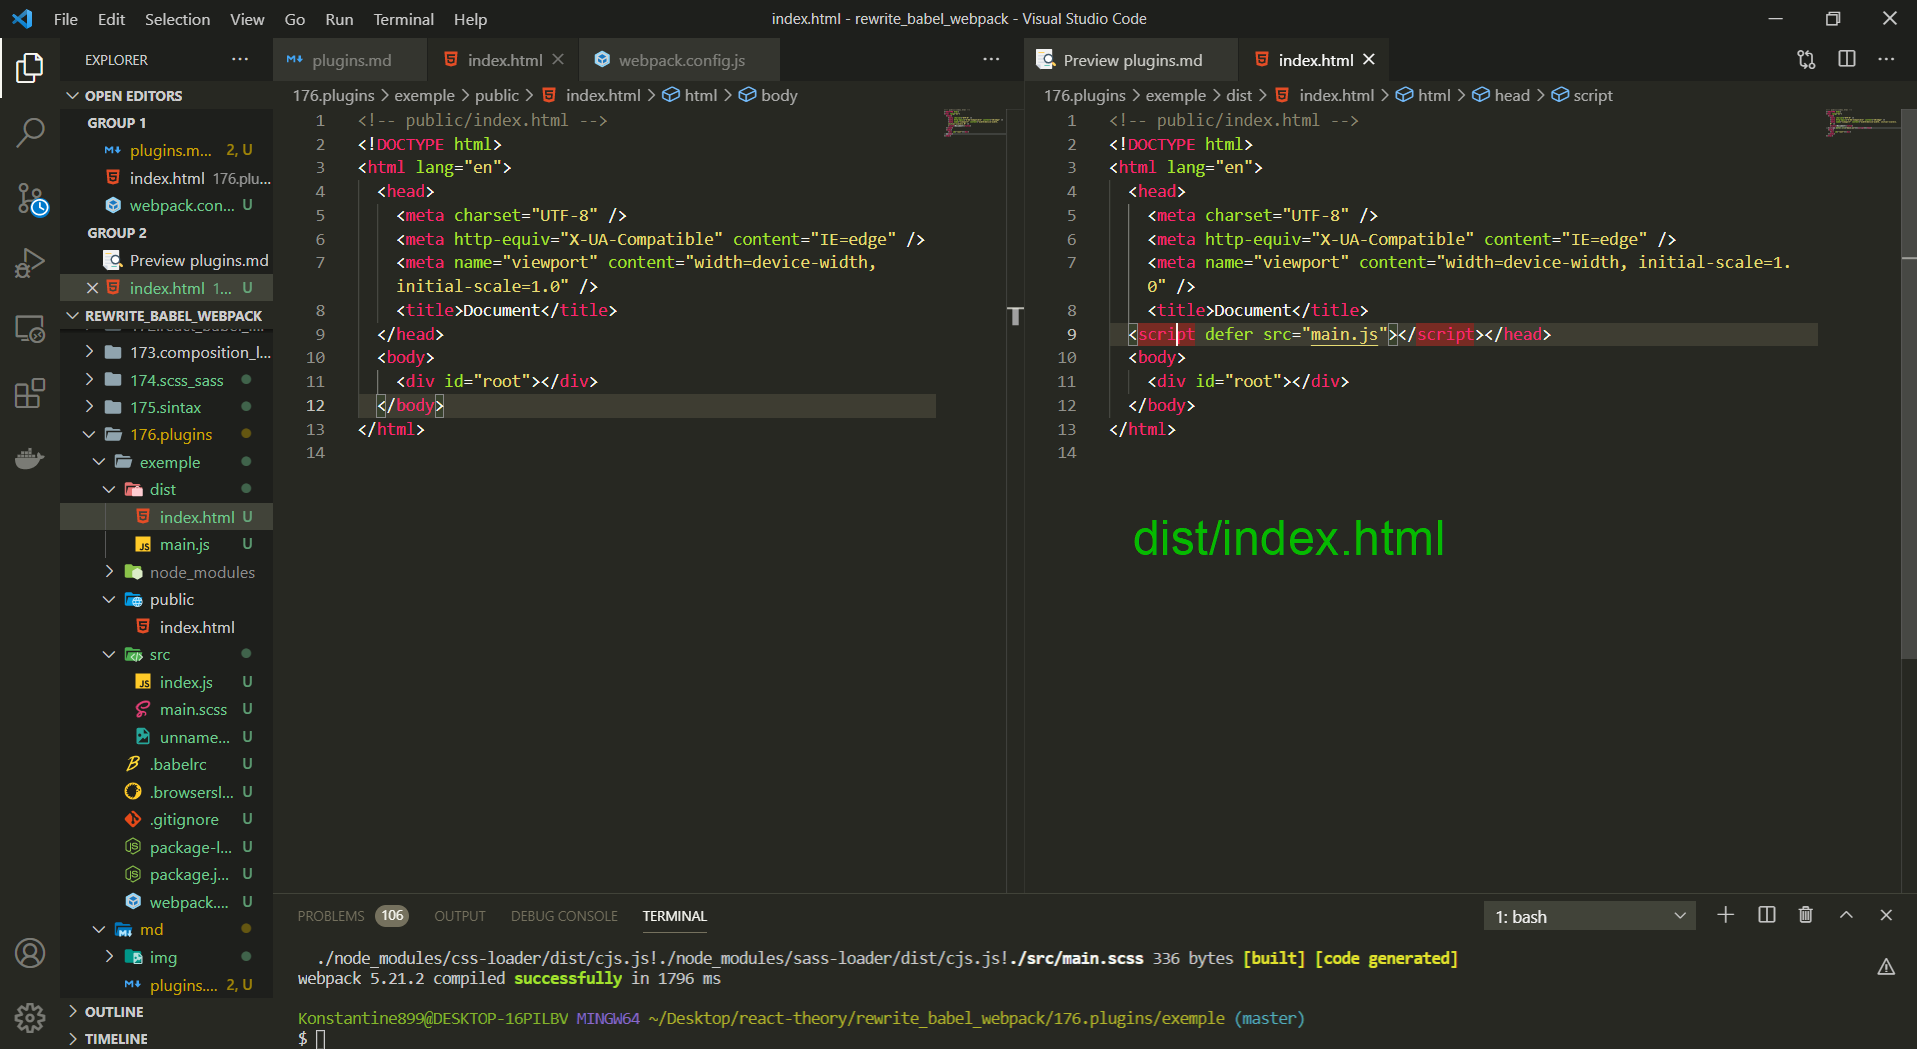 File Edit Selection View Go Run Terminal Help
index.html - rewrite_babel_webpack - Visual Studio Code
EXPLORER
OPEN EDITORS
GROUP 1
plugins.m... 2, U
index.html 176.plu...
webpack.con... U
GROUP 2
Preview plugins.md
index.html 1... U
REWRITE_BABEL_WEBPACK
173.composition_l...
174.scss_sass
175.sintax
176.plugins
exemple
dist
index.html U
main.js U
node_modules
public
index.html
src
index.js U
main.scss U
unname... U
.babelrc U
.browsersl... U
.gitignore U
package-l... U
package.j... U
webpack.... U
md
img
plugins.... 2, U
OUTLINE
TIMELINE
plugins.md
index.html
webpack.config.js
176.plugins > exemple > public > index.html > html > body
1 <!-- public/index.html -->
2 <!DOCTYPE html>
3 <html lang="en">
4 <head>
5 <meta charset="UTF-8" />
6 <meta http-equiv="X-UA-Compatible" content="IE=edge" />
7 <meta name="viewport" content="width=device-width,
initial-scale=1.0" />
8 <title>Document</title>
9 </head>
10 <body>
11 <div id="root"></div>
12 </body>
13 </html>
14
T
Preview plugins.md
index.html
176.plugins > exemple > dist > index.html > html > head > script
1 <!-- public/index.html -->
2 <!DOCTYPE html>
3 <html lang="en">
4 <head>
5 <meta charset="UTF-8" />
6 <meta http-equiv="X-UA-Compatible" content="IE=edge" />
7 <meta name="viewport" content="width=device-width, initial-scale=1.
0" />
8 <title>Document</title>
9 <script defer src="main.js"></script></head>
10 <body>
11 <div id="root"></div>
12 </body>
13 </html>
14
dist/index.html
PROBLEMS 106 OUTPUT DEBUG CONSOLE TERMINAL
1: bash
./node_modules/css-loader/dist/cjs.js!./node_modules/sass-loader/dist/cjs.js!./src/main.scss 336 bytes [built] [code generated]
webpack 5.21.2 compiled successfully in 1796 ms
Konstantine899@DESKTOP-16PILBV MINGW64 ~/Desktop/react-theory/rewrite_babel_webpack/176.plugins/exemple (master)
$